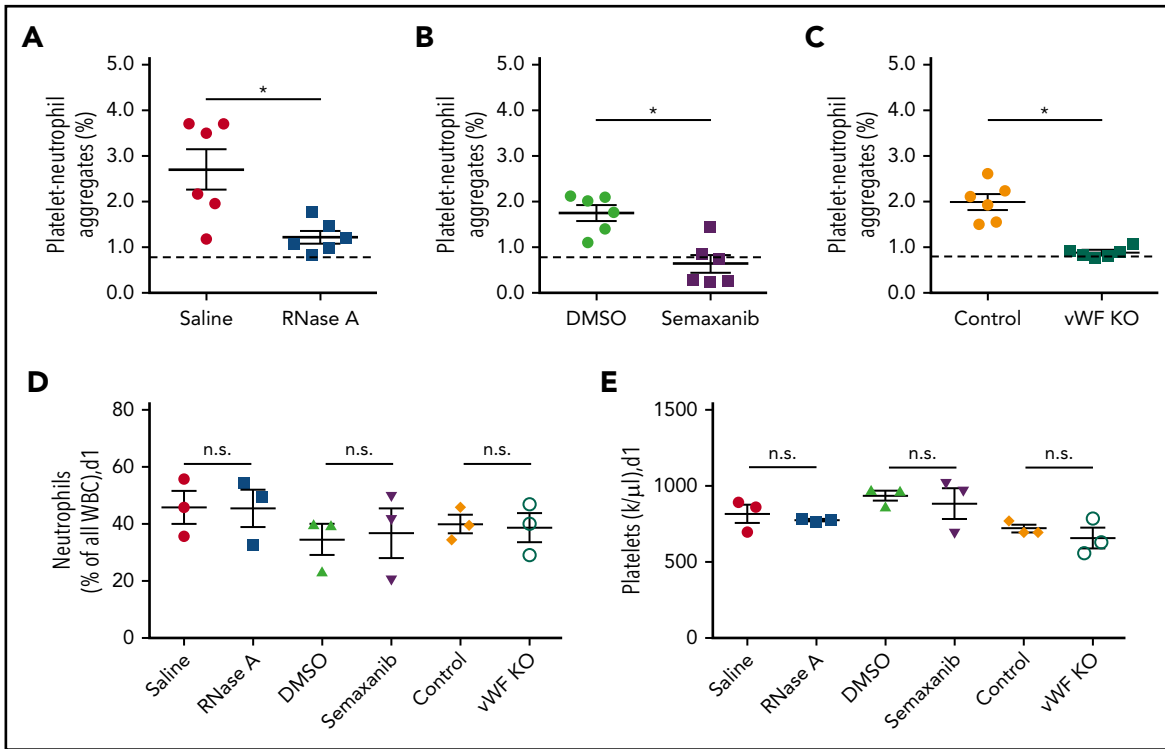 A
Platelet-neutrophil
aggregates (%)
5.0
4.0
3.0
2.0
1.0
0.0
*
Saline
RNase A
B
Platelet-neutrophil
aggregates (%)
5.0
4.0
3.0
2.0
1.0
0.0
*
DMSO
Semaxanib
C
Platelet-neutrophil
aggregates (%)
5.0
4.0
3.0
2.0
1.0
0.0
*
Control
vWF KO
D
Neutrophils
(% of all WBC),d1
80
60
40
20
0
n.s.
n.s.
n.s.
Saline
RNase A
DMSO
Semaxanib
Control
vWF KO
E
Platelets (k/µl),d1
1500
1000
500
0
n.s.
n.s.
n.s.
Saline
RNase A
DMSO
Semaxanib
Control
vWF KO